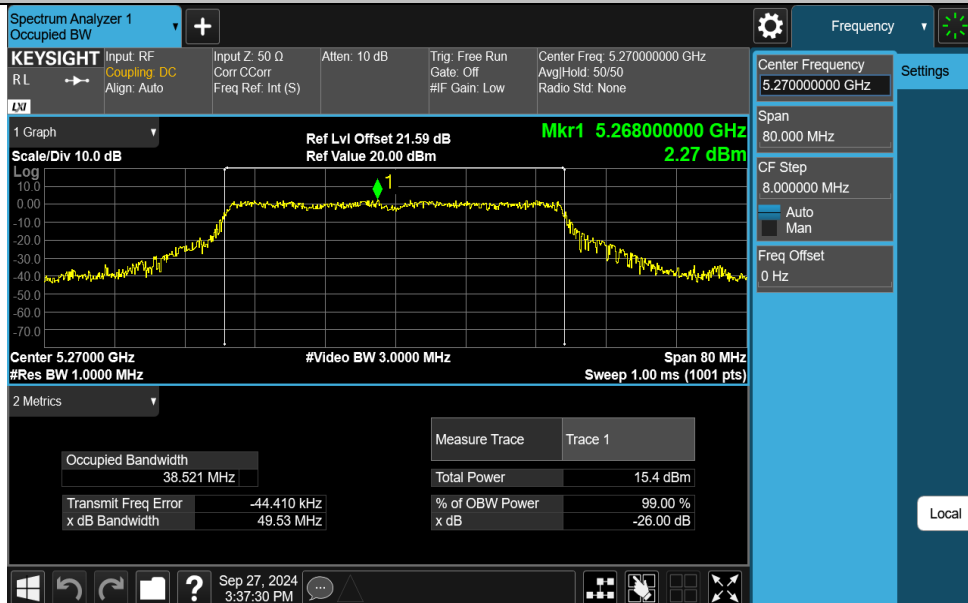 Spectrum Analyzer 1
Occupied BW
+
Frequency
KEYSIGHT
R L
LXI
Input: RF
Coupling: DC
Align: Auto
Input Z: 50 Ω
Corr CCorr
Freq Ref: Int (S)
Atten: 10 dB
Trig: Free Run
Gate: Off
#IF Gain: Low
Center Freq: 5.270000000 GHz
Avg|Hold: 50/50
Radio Std: None
Center Frequency
5.270000000 GHz
Settings
Span
80.000 MHz
CF Step
8.000000 MHz
Auto
Man
Freq Offset
0 Hz
Local
1 Graph
Scale/Div 10.0 dB
Ref Lvl Offset 21.59 dB
Ref Value 20.00 dBm
Mkr1 5.268000000 GHz
2.27 dBm
Log
10.0
0.00
-10.0
-20.0
-30.0
-40.0
-50.0
-60.0
-70.0
1
Center 5.27000 GHz
#Video BW 3.0000 MHz
Span 80 MHz
#Res BW 1.0000 MHz
Sweep 1.00 ms (1001 pts)
2 Metrics
Measure Trace Trace 1
Occupied Bandwidth
38.521 MHz
Total Power 15.4 dBm
Transmit Freq Error -44.410 kHz
% of OBW Power 99.00 %
x dB Bandwidth 49.53 MHz
x dB -26.00 dB
?
Sep 27, 2024
3:37:30 PM